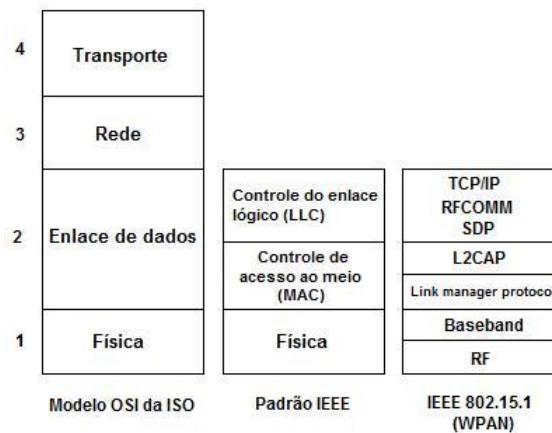 4
Transporte
3
Rede
2
Enlace de dados
1
Física
Modelo OSI da ISO
Controle do enlace
lógico (LLC)
Controle de
acesso ao meio
(MAC)
Física
Padrão IEEE
TCP/IP
RFCOMM
SDP
L2CAP
Link manager protocol
Baseband
RF
IEEE 802.15.1
(WPAN)